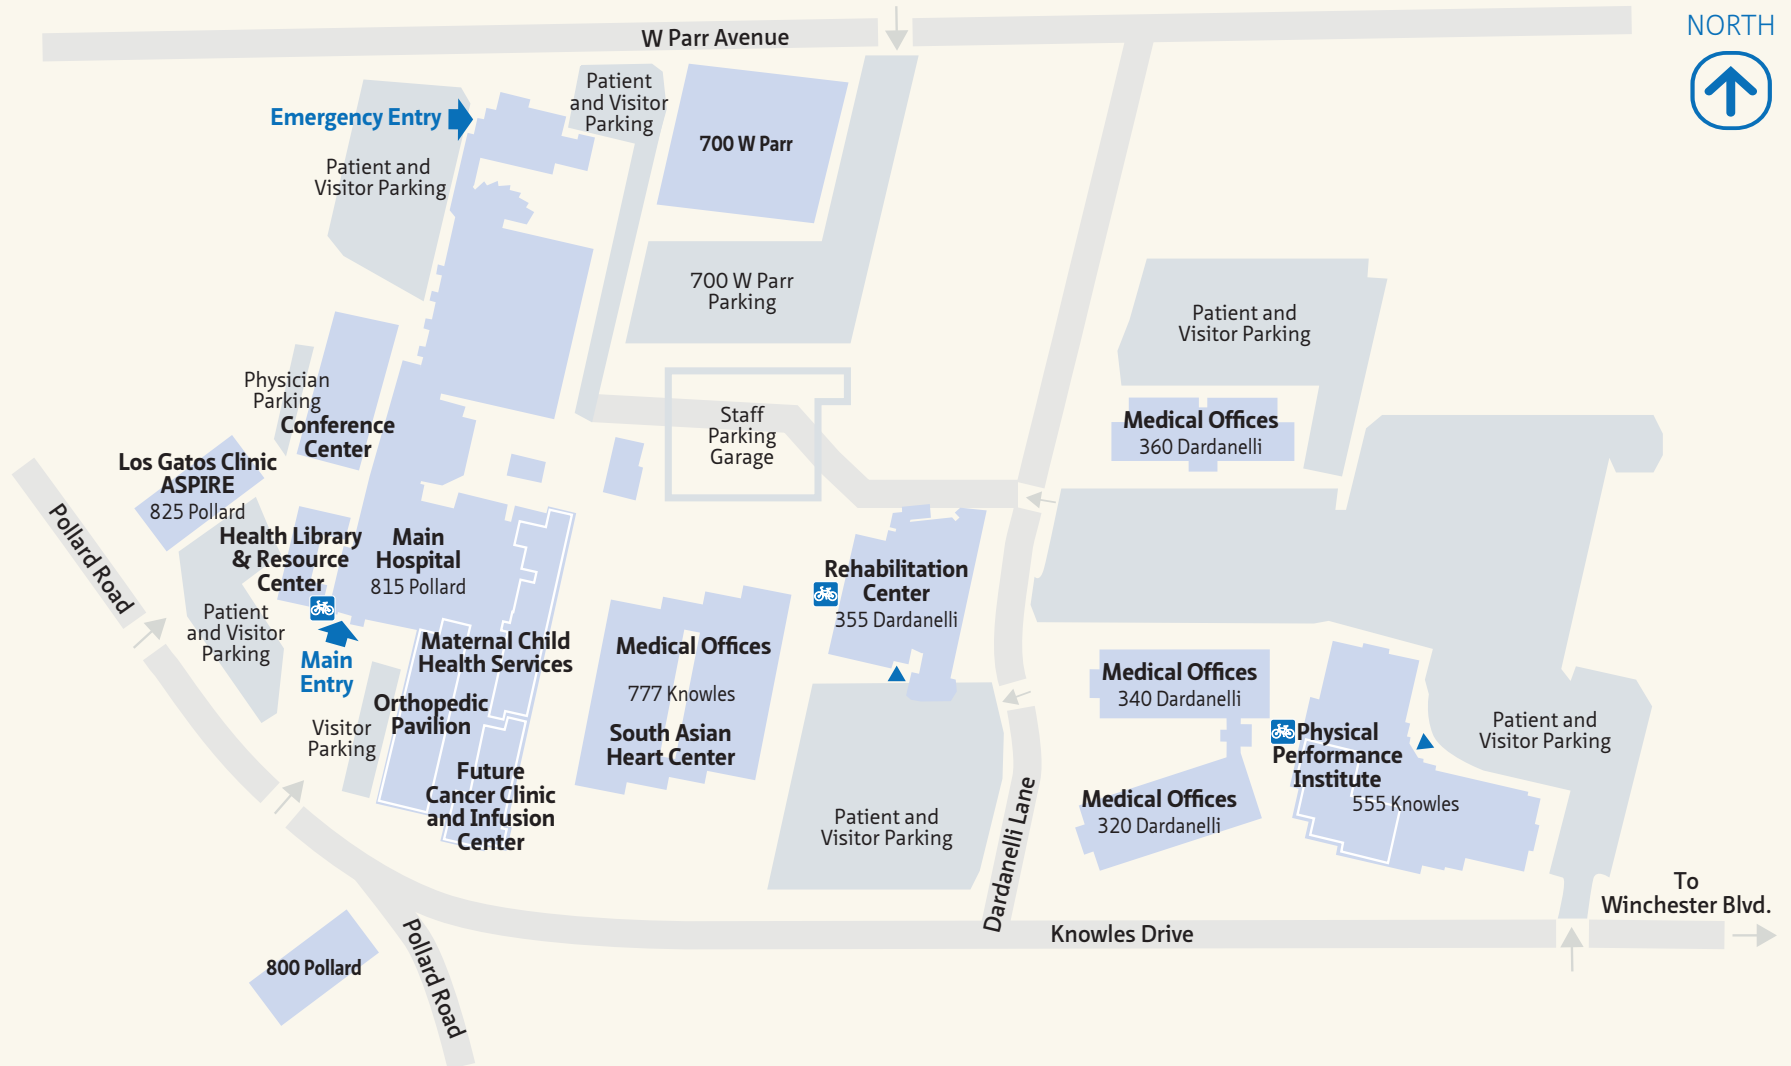 W Parr Avenue
NORTH
Emergency Entry
Patient
and Visitor
Parking
700 W Parr
Patient and
Visitor Parking
700 W Parr
Parking
Patient and
Visitor Parking
Physician
Parking
Conference
Center
Staff
Parking
Garage
Medical Offices
360 Dardanelli
Los Gatos Clinic
ASPIRE
825 Pollard
Pollard Road
Health Library
& Resource
Center
Main
Hospital
815 Pollard
Rehabilitation
Center
355 Dardanelli
Patient
and Visitor
Parking
Main
Entry
Maternal Child
Health Services
Medical Offices
777 Knowles
South Asian
Heart Center
Orthopedic
Pavilion
Visitor
Parking
Future
Cancer Clinic
and Infusion
Center
Medical Offices
340 Dardanelli
Physical
Performance
Institute
555 Knowles
Patient and
Visitor Parking
Medical Offices
320 Dardanelli
Patient and
Visitor Parking
Dardanelli Lane
To
Winchester Blvd.
Knowles Drive
800 Pollard
Pollard Road